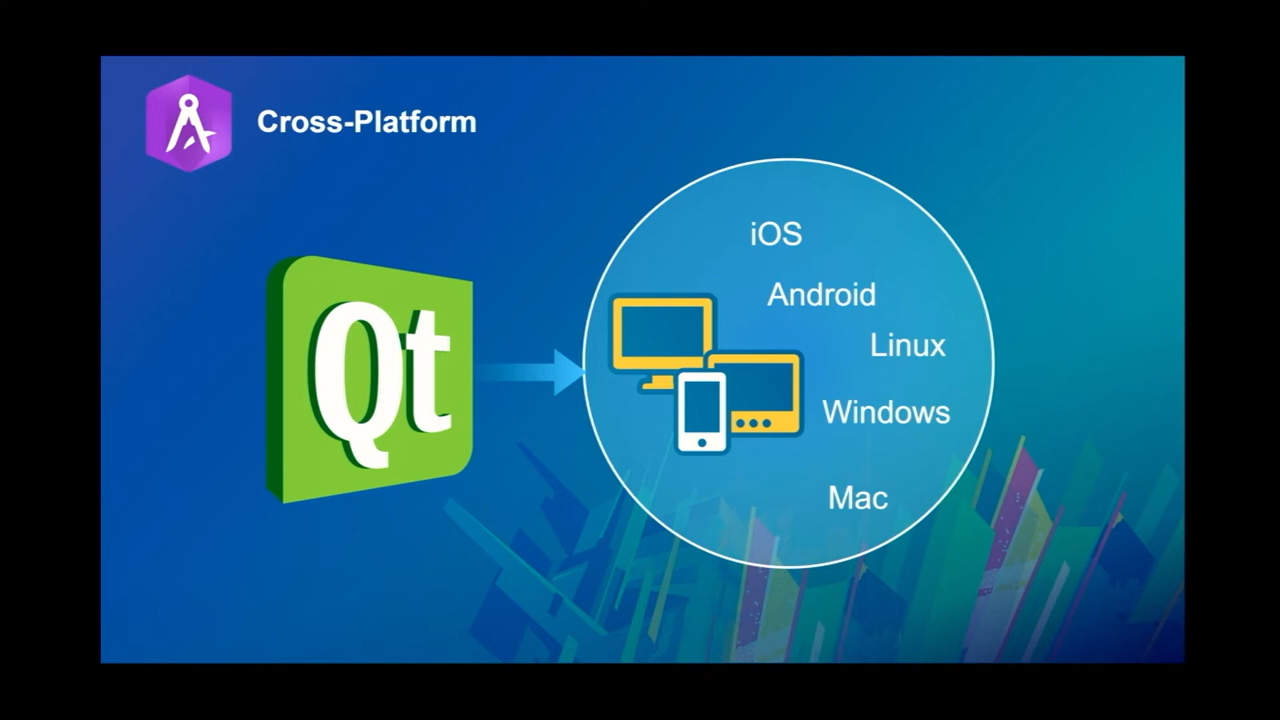 Cross-Platform
iOS
Android
Linux
Qt
Windows
Mac